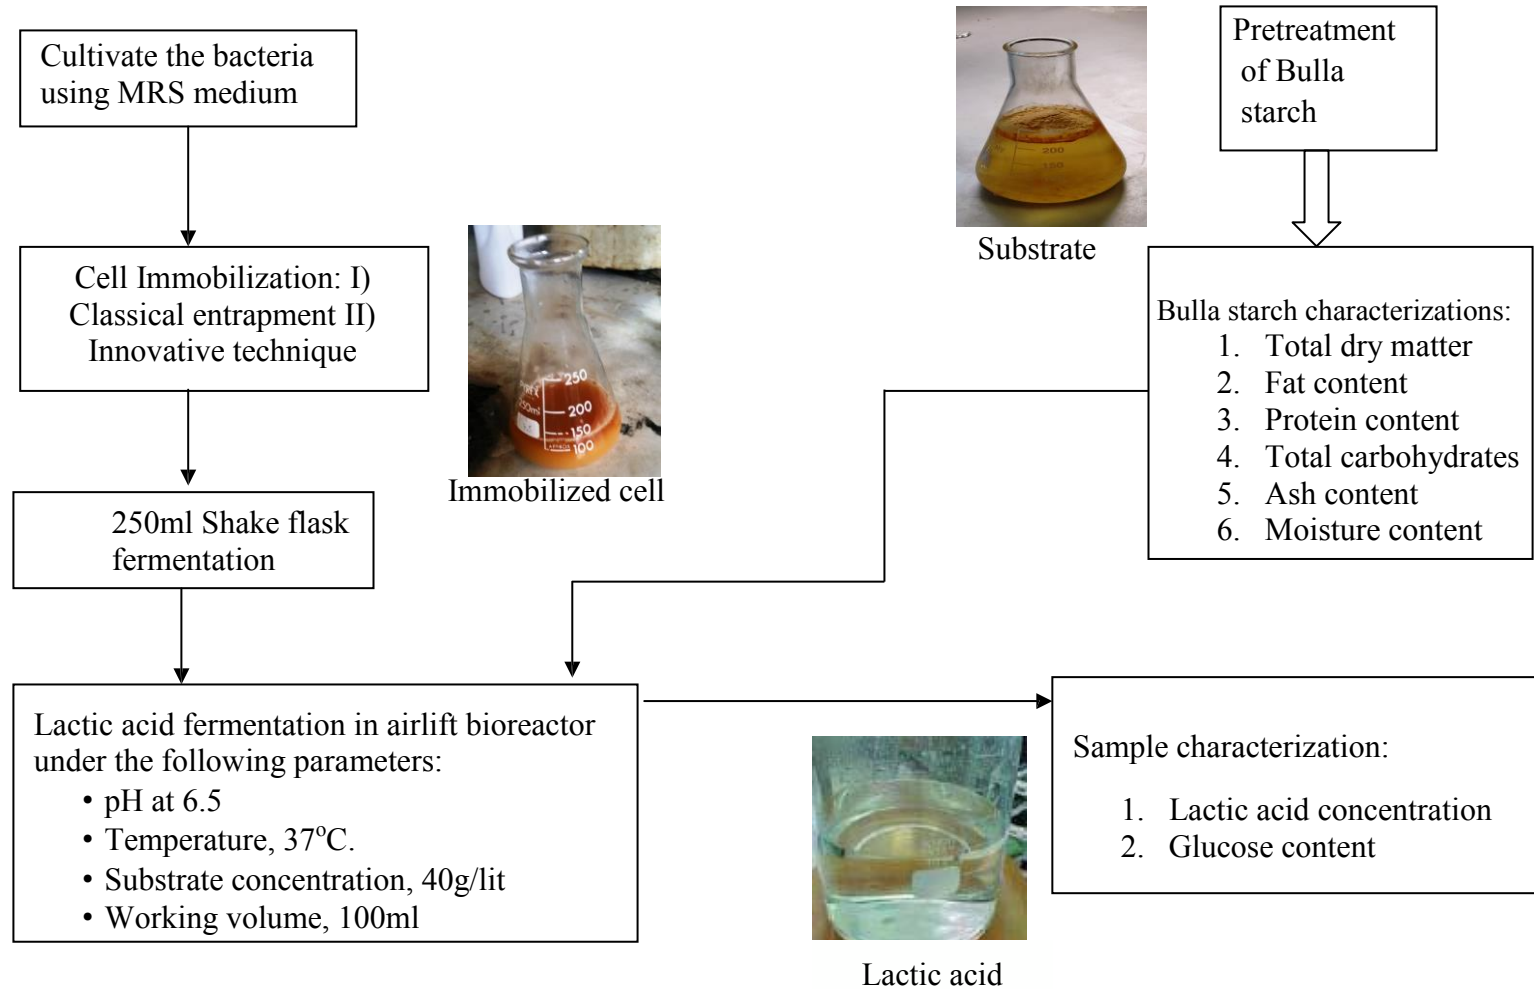 Cultivate the bacteria
using MRS medium
Cell Immobilization: I)
Classical entrapment II)
Innovative technique
250ml Shake flask
fermentation
Lactic acid fermentation in airlift bioreactor
under the following parameters:
• pH at 6.5
• Temperature, 37°C.
• Substrate concentration, 40g/lit
• Working volume, 100ml
250
200
150
100
Immobilized cell
200
150
Substrate
Pretreatment
of Bulla
starch
Bulla starch characterizations:
1. Total dry matter
2. Fat content
3. Protein content
4. Total carbohydrates
5. Ash content
6. Moisture content
Lactic acid
Sample characterization:
1. Lactic acid concentration
2. Glucose content